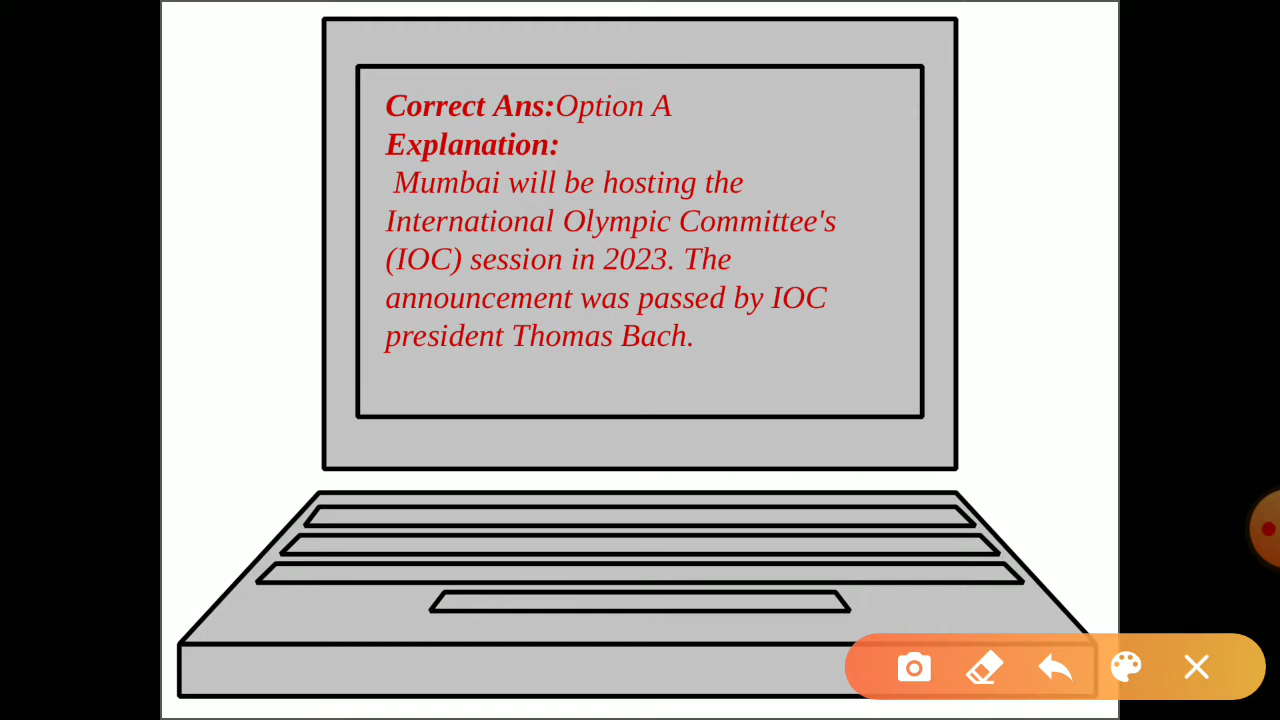 Correct Ans:Option A
Explanation:
Mumbai will be hosting the
International Olympic Committee's
(IOC) session in 2023. The
announcement was passed by IOC
president Thomas Bach.